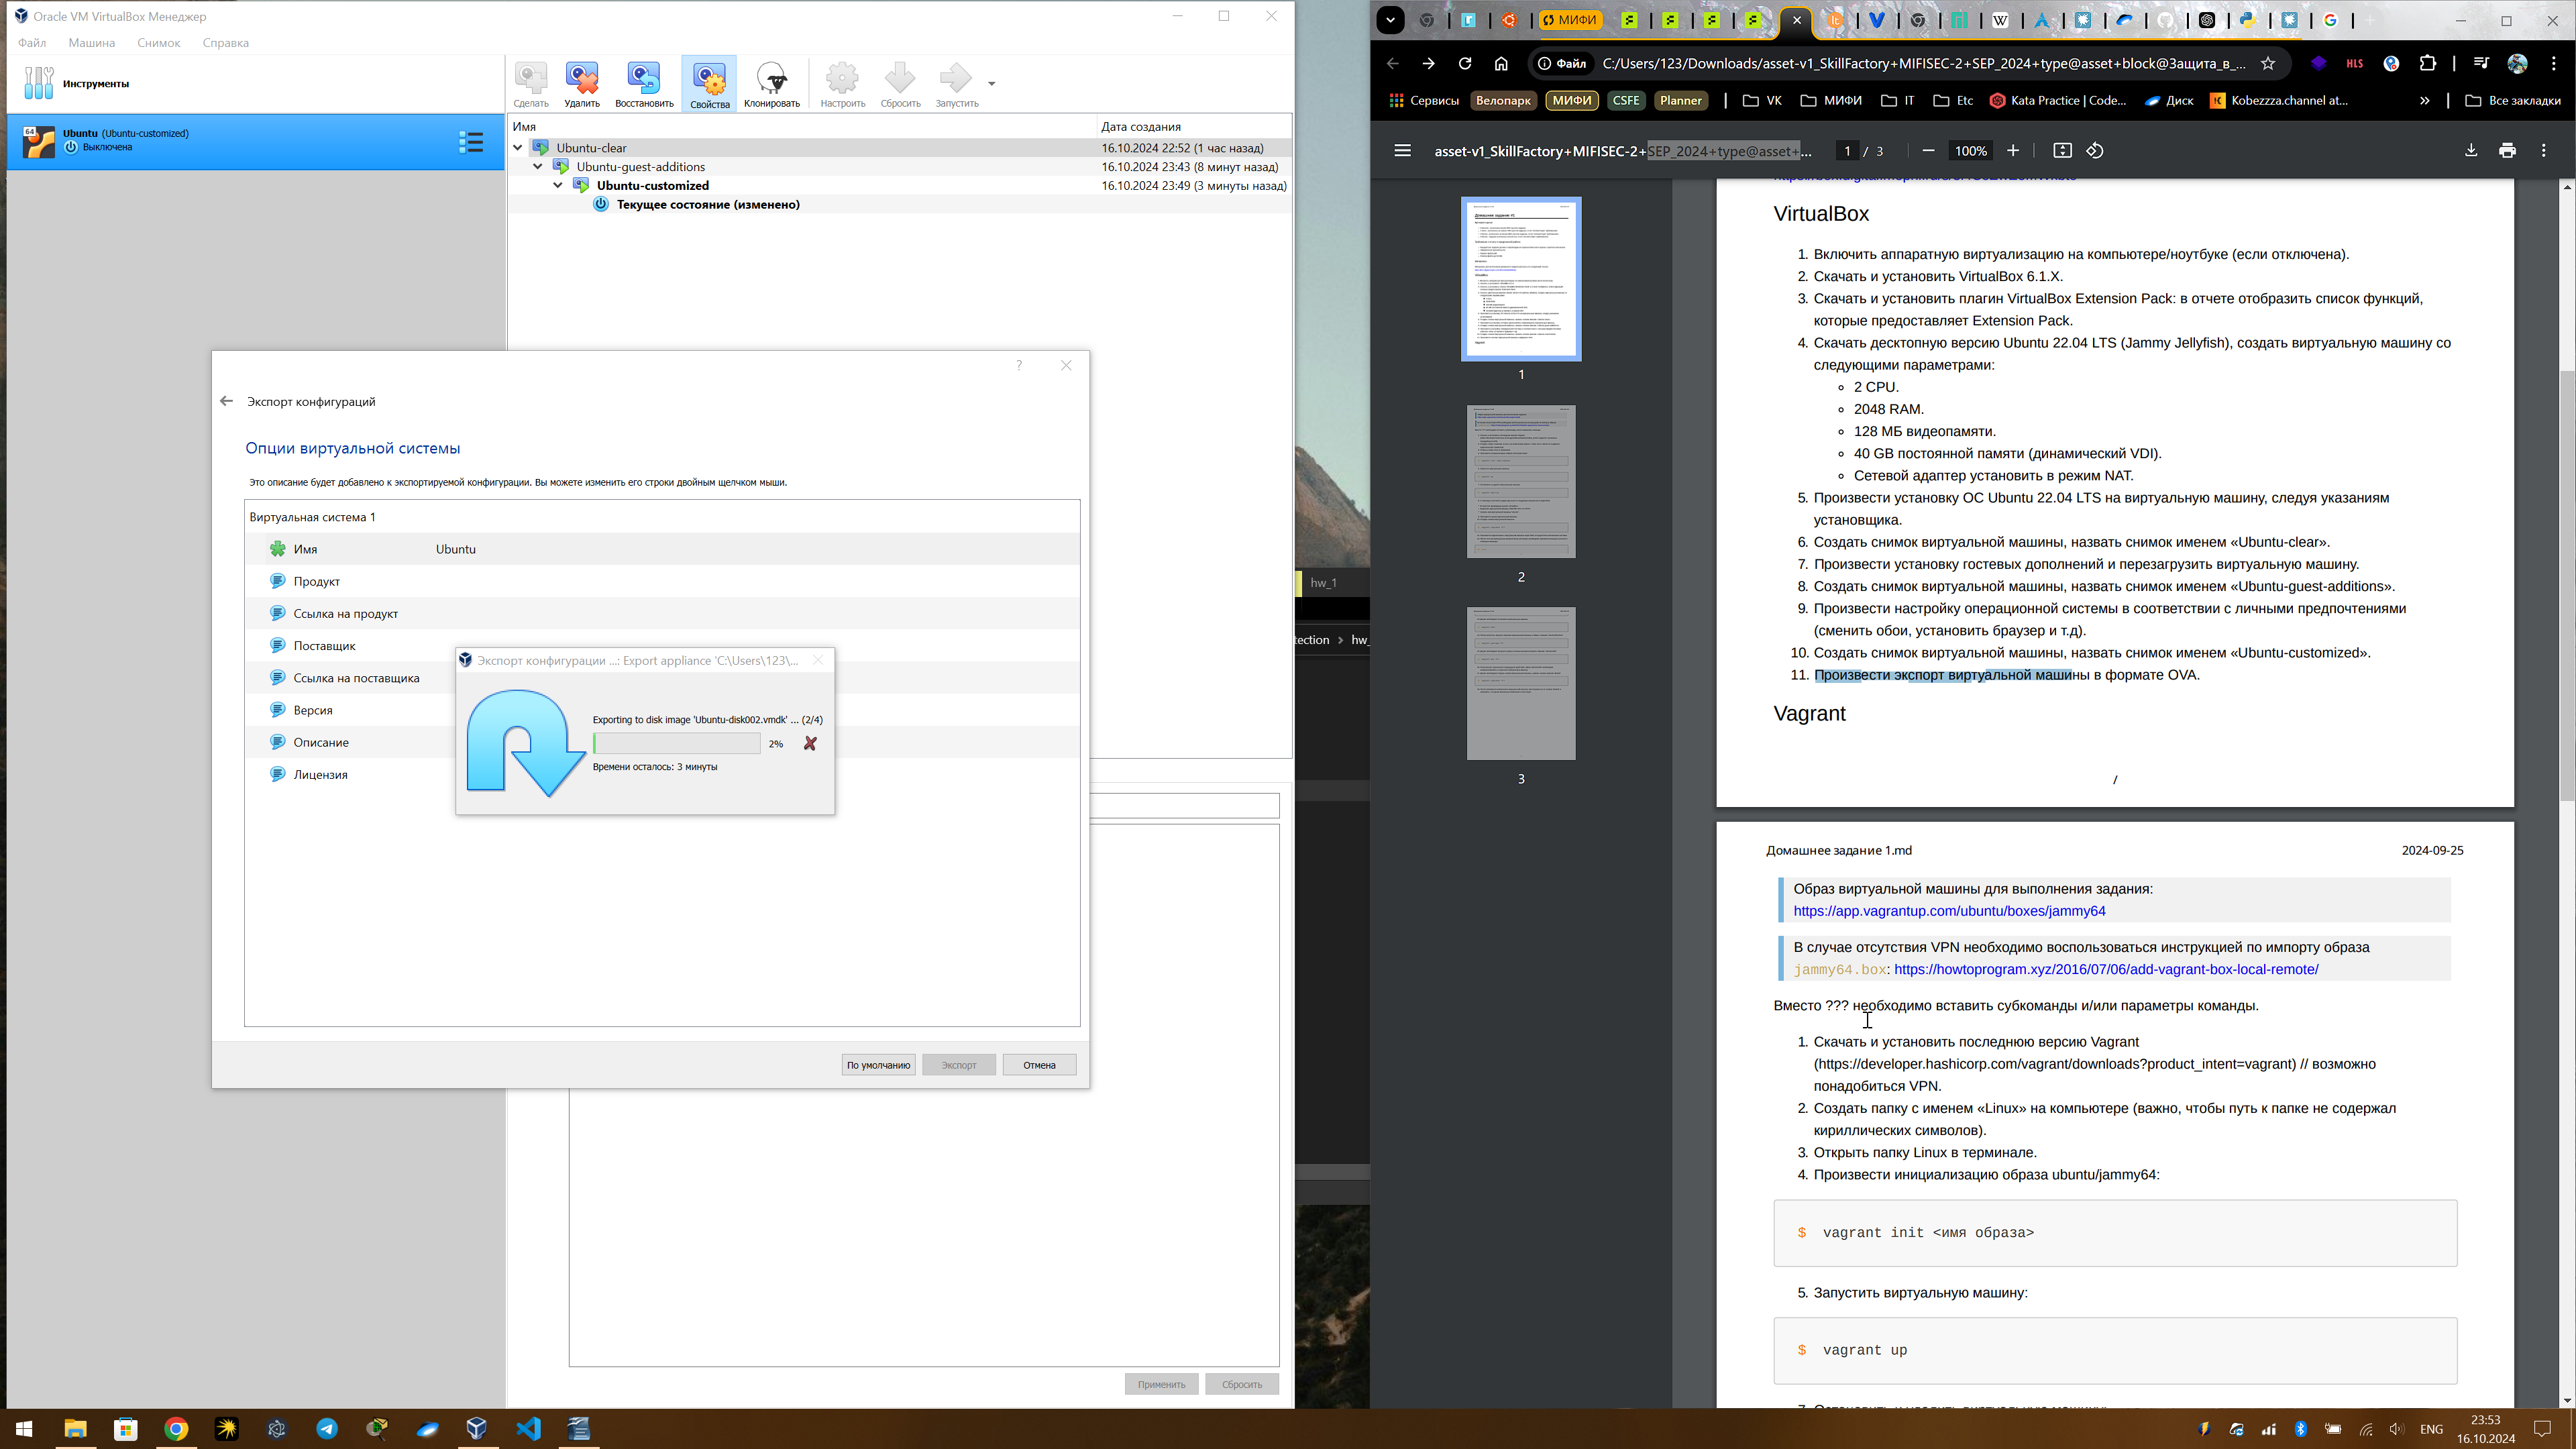 Oracle VM VirtualBox Менеджер
Файл
Машина
Снимок
Справка
Инструменты
Сделать
Удалить
Восстановить
Свойства
Клонировать
Настроить
Сбросить
Запустить
64
Ubuntu (Ubuntu-customized)
Выключена
Имя
Дата создания
Ubuntu-clear
16.10.2024 22:52 (1 час назад)
Ubuntu-guest-additions
16.10.2024 23:43 (8 минут назад)
Ubuntu-customized
16.10.2024 23:49 (3 минуты назад)
Текущее состояние (изменено)
?
Экспорт конфигураций
Опции виртуальной системы
Это описание будет добавлено к экспортируемой конфигурации. Вы можете изменить его строки двойным щелчком мыши.
Виртуальная система 1
Имя
Ubuntu
Продукт
Ссылка на продукт
Поставщик
Ссылка на поставщика
Версия
Описание
Лицензия
Экспорт конфигурации ...: Export appliance 'C:\Users\123\...
Exporting to disk image 'Ubuntu-disk002.vmdk' ... (2/4)
2%
Времени осталось: 3 минуты
По умолчанию
Экспорт
Отмена
Применить
Сбросить
hw_1
tection > hw_
МИФИ
Файл
C:/Users/123/Downloads/asset-v1_SkillFactory+MIFISEC-2+SEP_2024+type@asset+block@Защита_в_...
HLS
Сервисы
Велопарк
МИФИ
CSFE
Planner
VK
МИФИ
IT
Etc
Kata Practice | Code...
Диск
Kobezzza.channel at...
»
Все закладки
asset-v1_SkillFactory+MIFISEC-2+SEP_2024+type@asset+...
1 / 3
100%
1
2
3
VirtualBox
1. Включить аппаратную виртуализацию на компьютере/ноутбуке (если отключена).
2. Скачать и установить VirtualBox 6.1.X.
3. Скачать и установить плагин VirtualBox Extension Pack: в отчете отобразить список функций,
которые предоставляет Extension Pack.
4. Скачать десктопную версию Ubuntu 22.04 LTS (Jammy Jellyfish), создать виртуальную машину со
следующими параметрами:
2 CPU.
2048 RAM.
128 МБ видеопамяти.
40 GB постоянной памяти (динамический VDI).
Сетевой адаптер установить в режим NAT.
5. Произвести установку ОС Ubuntu 22.04 LTS на виртуальную машину, следуя указаниям
установщика.
6. Создать снимок виртуальной машины, назвать снимок именем «Ubuntu-clear».
7. Произвести установку гостевых дополнений и перезагрузить виртуальную машину.
8. Создать снимок виртуальной машины, назвать снимок именем «Ubuntu-guest-additions».
9. Произвести настройку операционной системы в соответствии с личными предпочтениями
(сменить обои, установить браузер и т.д).
10. Создать снимок виртуальной машины, назвать снимок именем «Ubuntu-customized».
11. Произвести экспорт виртуальной машины в формате OVA.
Vagrant
/
Домашнее задание 1.md
2024-09-25
Образ виртуальной машины для выполнения задания:
https://app.vagrantup.com/ubuntu/boxes/jammy64
В случае отсутствия VPN необходимо воспользоваться инструкцией по импорту образа
jammy64.box: https://howtoprogram.xyz/2016/07/06/add-vagrant-box-local-remote/
Вместо ??? необходимо вставить субкоманды и/или параметры команды.
1. Скачать и установить последнюю версию Vagrant
(https://developer.hashicorp.com/vagrant/downloads?product_intent=vagrant) // возможно
понадобиться VPN.
2. Создать папку с именем «Linux» на компьютере (важно, чтобы путь к папке не содержал
кириллических символов).
3. Открыть папку Linux в терминале.
4. Произвести инициализацию образа ubuntu/jammy64:
$ vagrant init <имя образа>
5. Запустить виртуальную машину:
$ vagrant up
ENG
23:53
16.10.2024